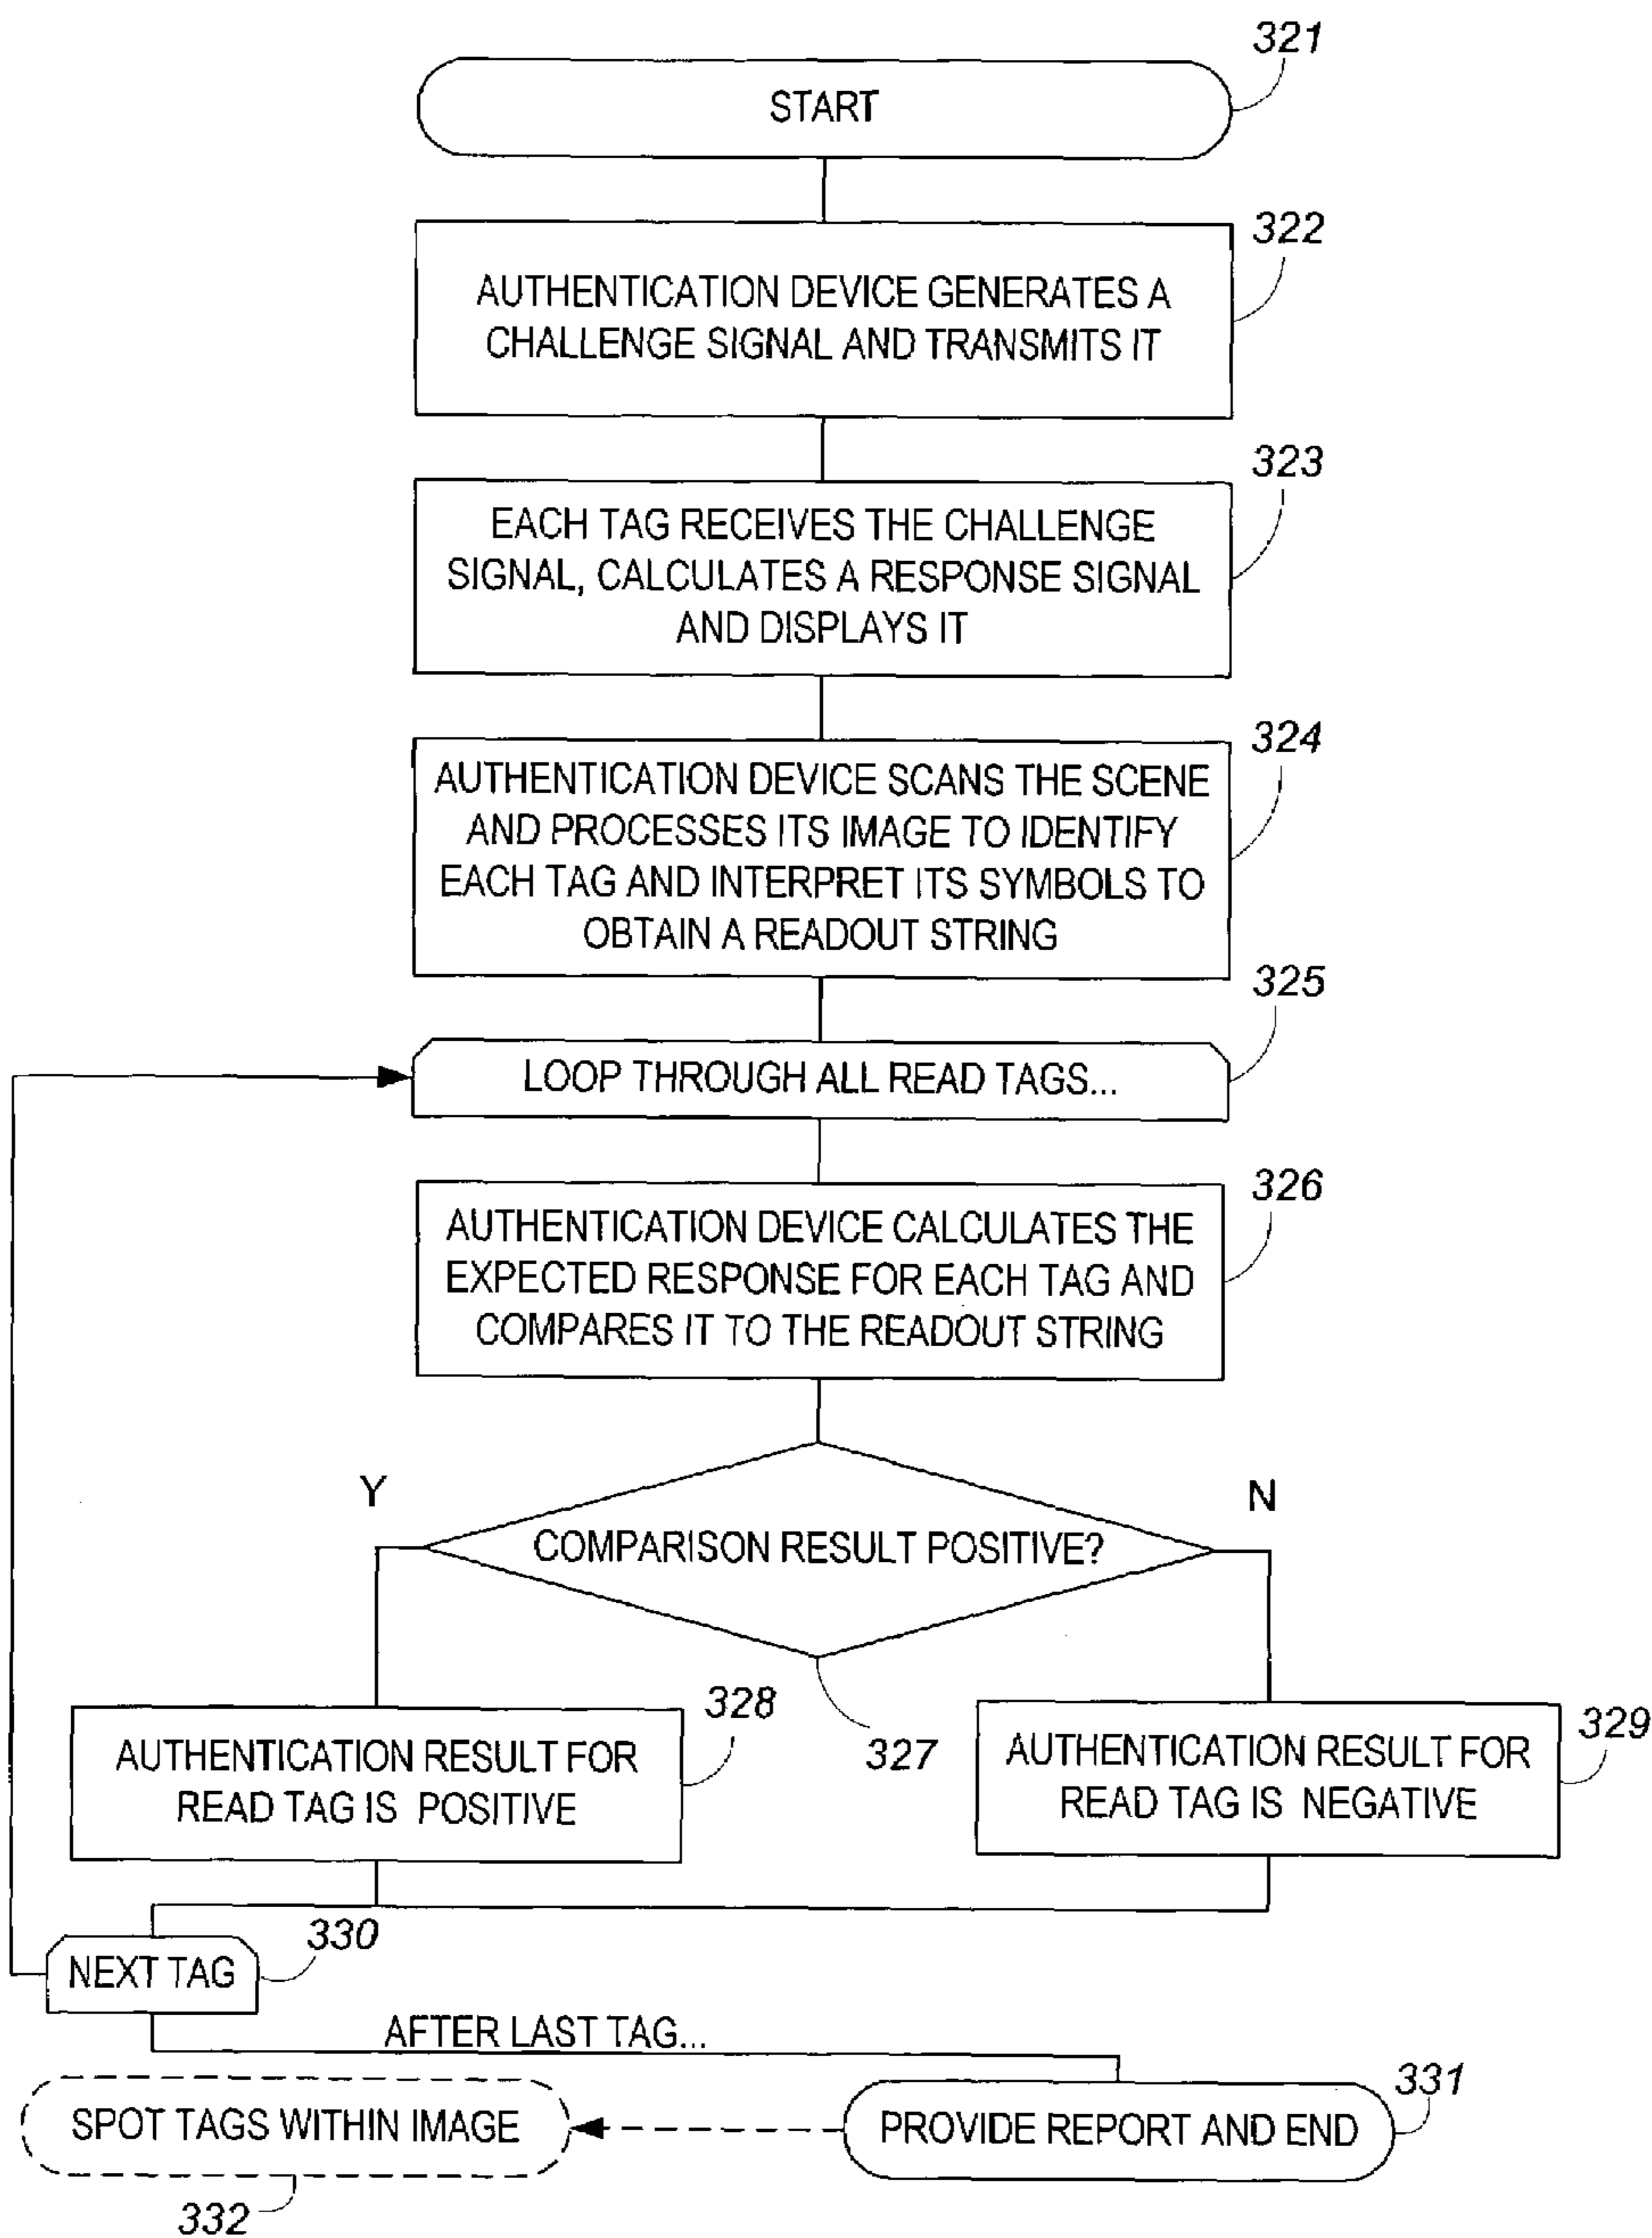 321
START
322
AUTHENTICATION DEVICE GENERATES A
CHALLENGE SIGNAL AND TRANSMITS IT
323
EACH TAG RECEIVES THE CHALLENGE
SIGNAL, CALCULATES A RESPONSE SIGNAL
AND DISPLAYS IT
324
AUTHENTICATION DEVICE SCANS THE SCENE
AND PROCESSES ITS IMAGE TO IDENTIFY
EACH TAG AND INTERPRET ITS SYMBOLS TO
OBTAIN A READOUT STRING
325
LOOP THROUGH ALL READ TAGS...
326
AUTHENTICATION DEVICE CALCULATES THE
EXPECTED RESPONSE FOR EACH TAG AND
COMPARES IT TO THE READOUT STRING
Y
N
COMPARISON RESULT POSITIVE?
327
328
AUTHENTICATION RESULT FOR
READ TAG IS POSITIVE
329
AUTHENTICATION RESULT FOR
READ TAG IS NEGATIVE
330
NEXT TAG
AFTER LAST TAG...
331
SPOT TAGS WITHIN IMAGE
PROVIDE REPORT AND END
332